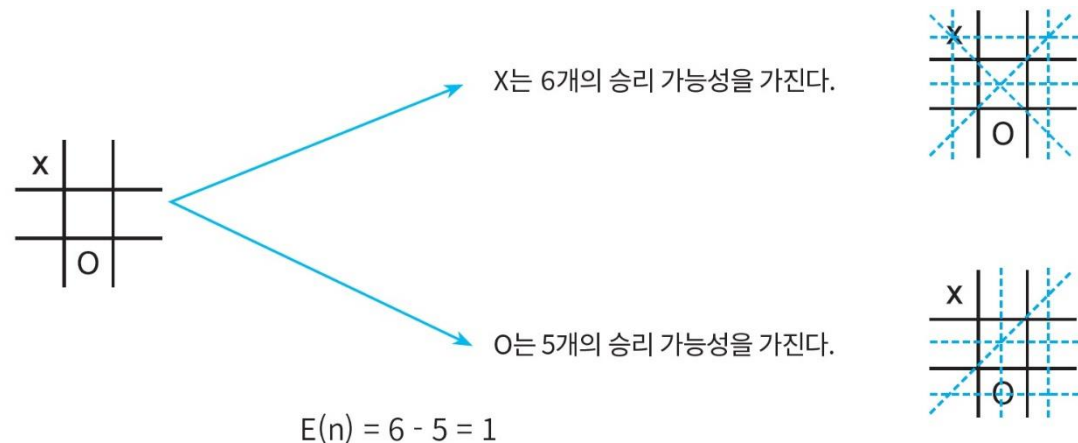 X는 6개의 승리 가능성을 가진다.
X
O
X
O
O는 5개의 승리 가능성을 가진다.
X
O
E(n) = 6 - 5 = 1